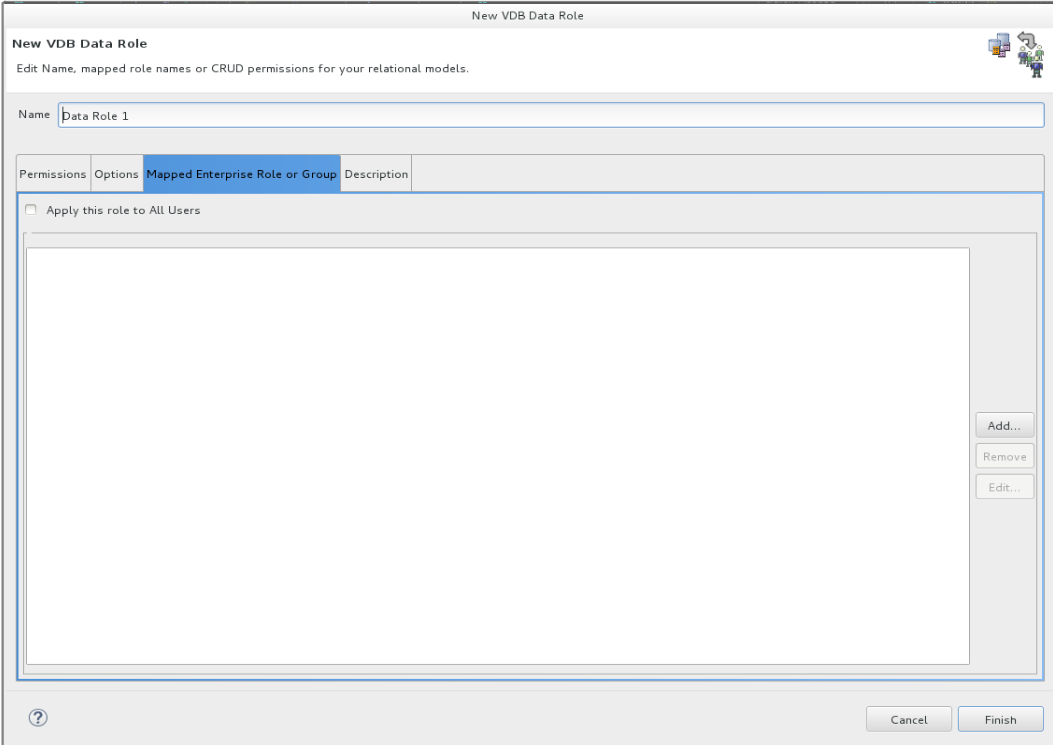 New VDB Data Role
New VDB Data Role
Edit Name, mapped role names or CRUD permissions for your relational models.
Name Data Role 1
Permissions Options Mapped Enterprise Role or Group Description
Apply this role to All Users
Add...
Remove
Edit...
?
Cancel Finish